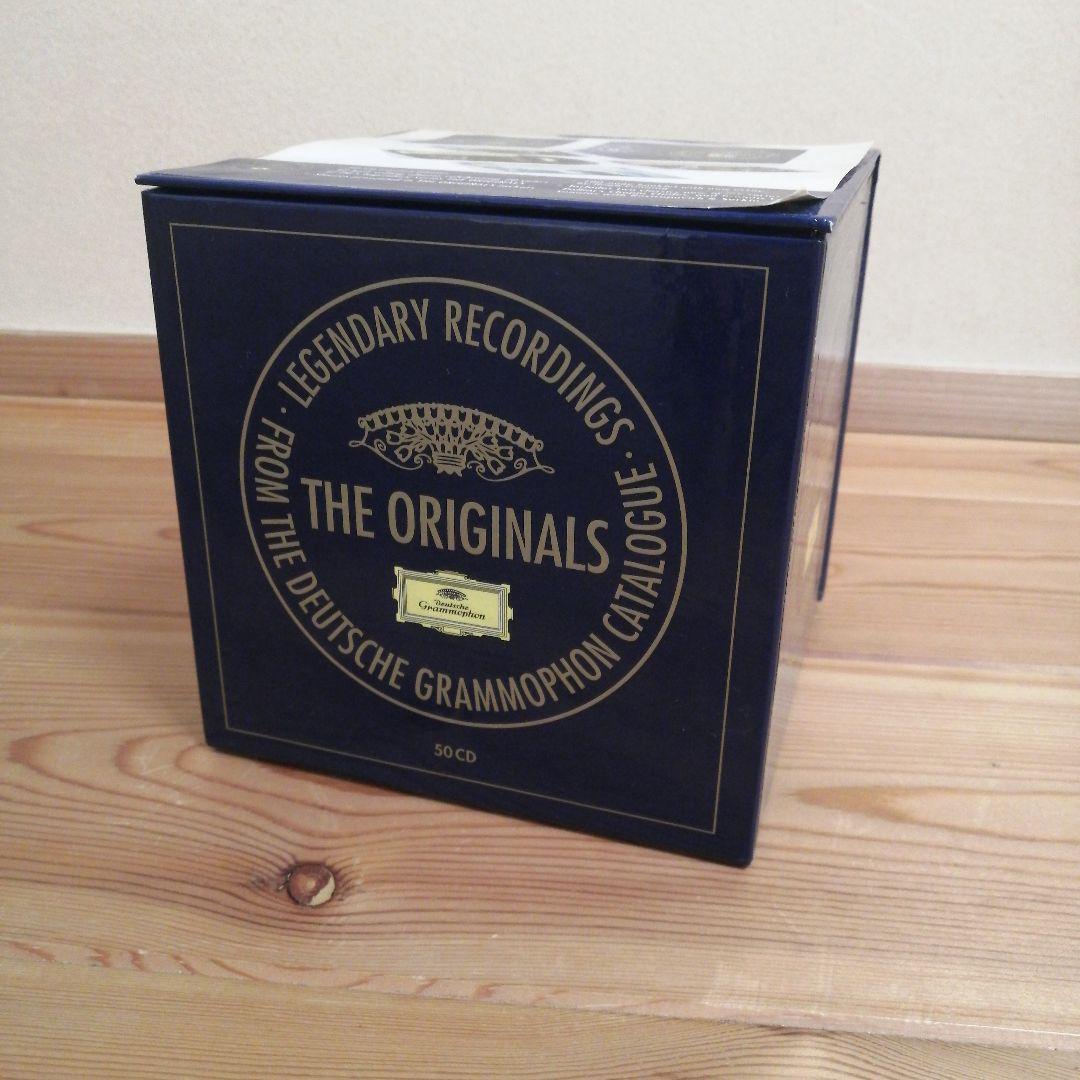 · LEGENDARY RECORDINGS ·
FROM THE DEUTSCHE GRAMMOPHON CATALOGUE
THE ORIGINALS
Deutsche
Grammophon
50 CD